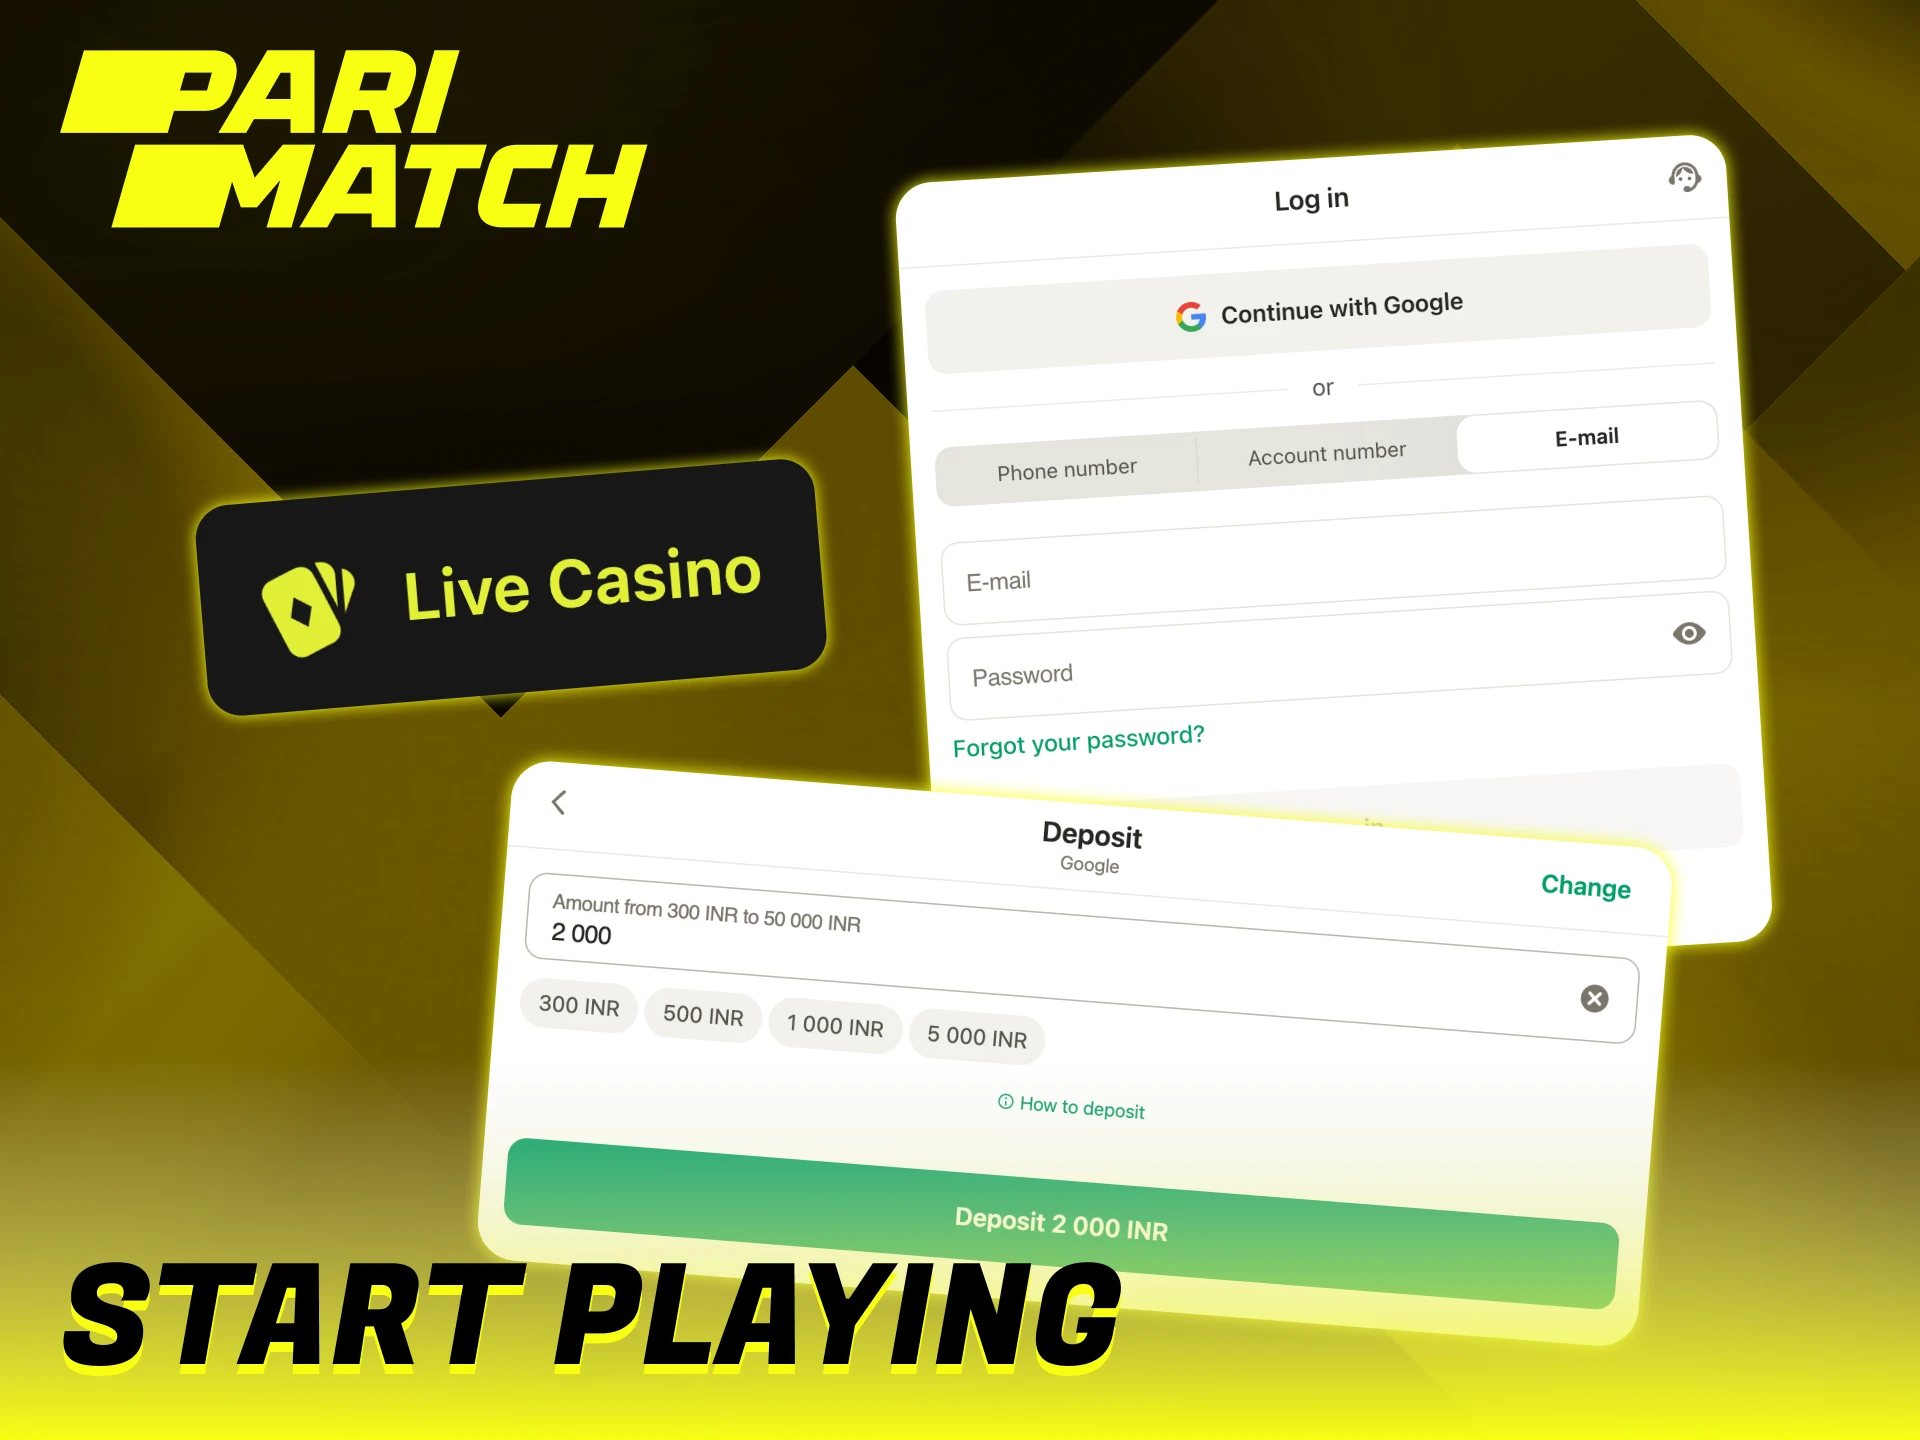 PARI
MATCH
Log in
Continue with Google
or
Phone number
Account number
E-mail
E-mail
Password
Forgot your password?
Live Casino
in
Deposit
Google
Change
Amount from 300 INR to 50 000 INR
2 000
300 INR
500 INR
1 000 INR
5 000 INR
How to deposit
Deposit 2 000 INR
START PLAYING